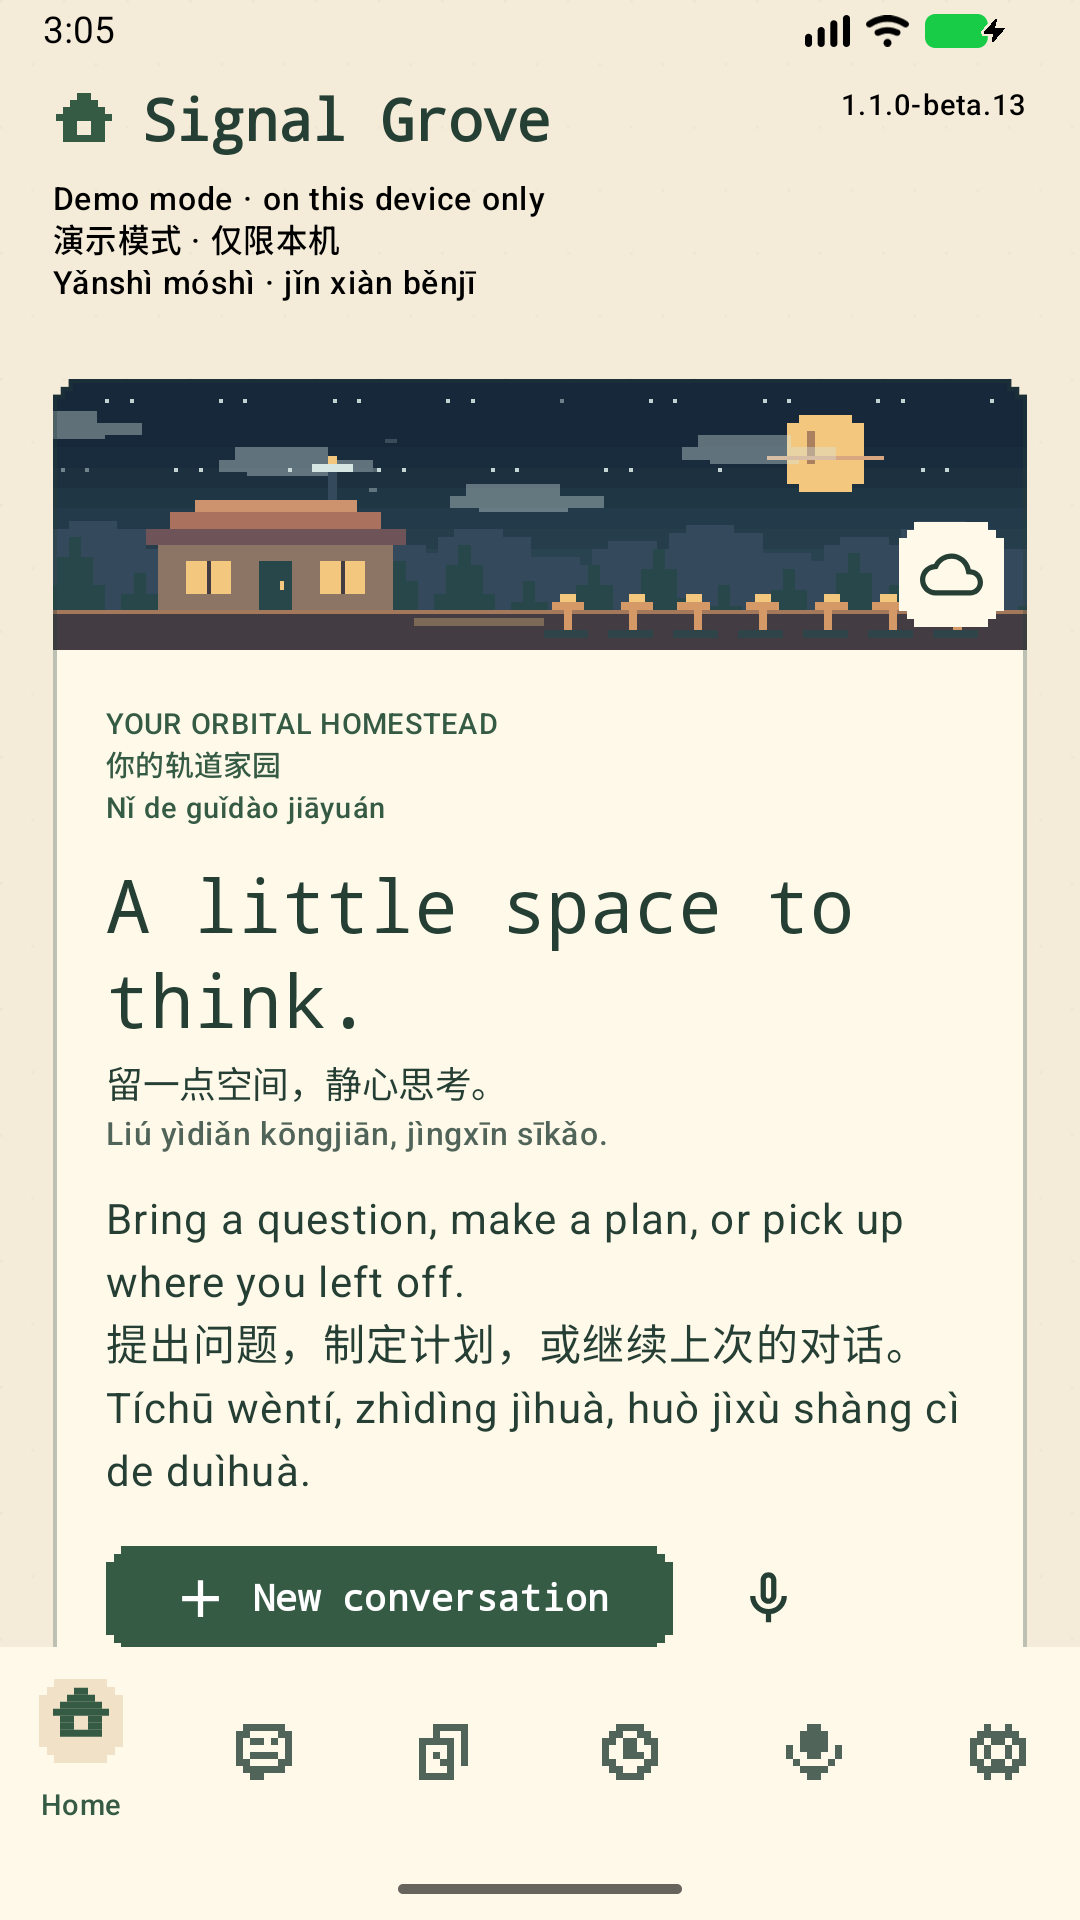 3:05
Signal Grove
1.1.0-beta.13
Demo mode · on this device only
演示模式 · 仅限本机
Yǎnshì móshì · jǐn xiàn běnjī
YOUR ORBITAL HOMESTEAD
你的轨道家园
Nǐ de guǐdào jiāyuán
A little space to
think.
留一点空间，静心思考。
Liú yìdiǎn kōngjiān, jìngxīn sīkǎo.
Bring a question, make a plan, or pick up
where you left off.
提出问题，制定计划，或继续上次的对话。
Tíchū wèntí, zhìdìng jìhuà, huò jìxù shàng cì
de duìhuà.
New conversation
Home